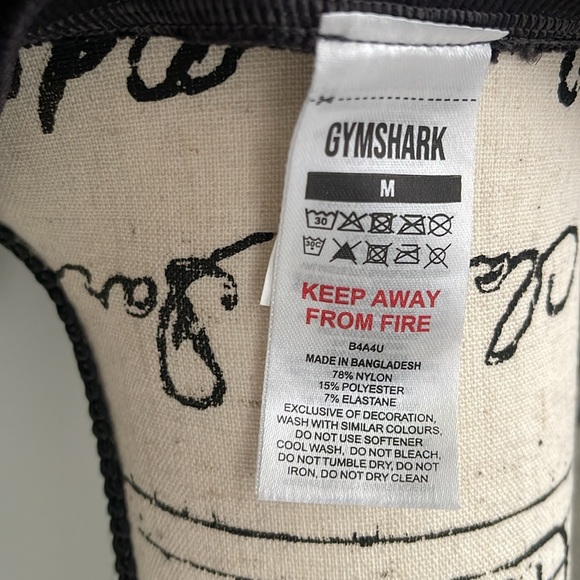 GYMSHARK
M
30
30C
KEEP AWAY
FROM FIRE
B4A4U
MADE IN BANGLADESH
78% NYLON
15% POLYESTER
7% ELASTANE
EXCLUSIVE OF DECORATION,
WASH WITH SIMILAR COLOURS,
DO NOT USE SOFTENER
COOL WASH, DO NOT BLEACH,
DO NOT TUMBLE DRY, DO NOT
IRON, DO NOT DRY CLEAN